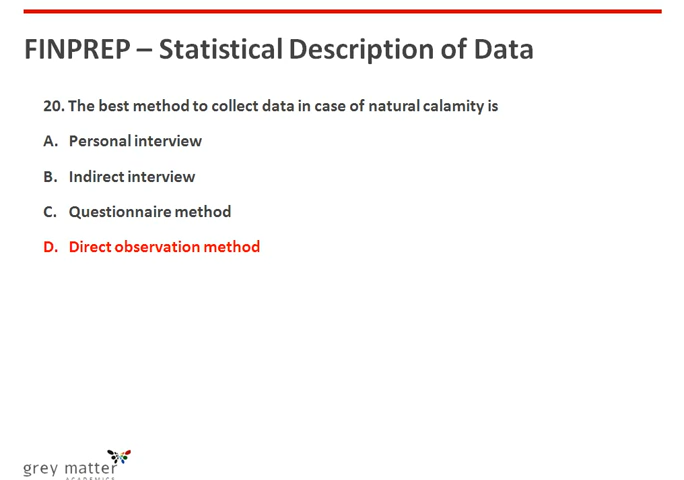 FINPREP – Statistical Description of Data
20. The best method to collect data in case of natural calamity is
A. Personal interview
B. Indirect interview
C. Questionnaire method
D. Direct observation method
grey matter
ACADEMICS